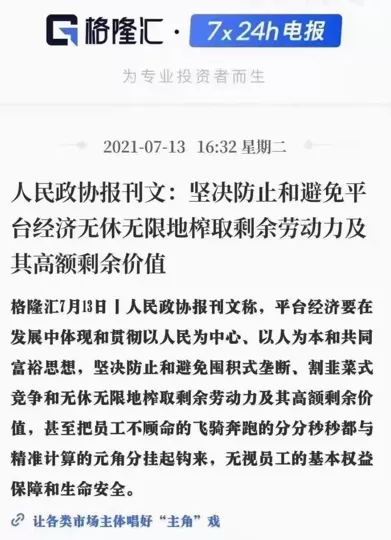 格隆汇 · 7x24h电报
为专业投资者而生
2021-07-13 16:32 星期二
人民政协报刊文：坚决防止和避免平
台经济无休无限地榨取剩余劳动力及
其高额剩余价值
格隆汇7月13日丨人民政协报刊文称，平台经济要在
发展中体现和贯彻以人民为中心、以人为本和共同
富裕思想，坚决防止和避免囤积式垄断、割韭菜式
竞争和无休无限地榨取剩余劳动力及其高额剩余价
值，甚至把员工不顾命的飞骑奔跑的分分秒秒都与
精准计算的元角分挂起钩来，无视员工的基本权益
保障和生命安全。
让各类市场主体唱好“主角”戏